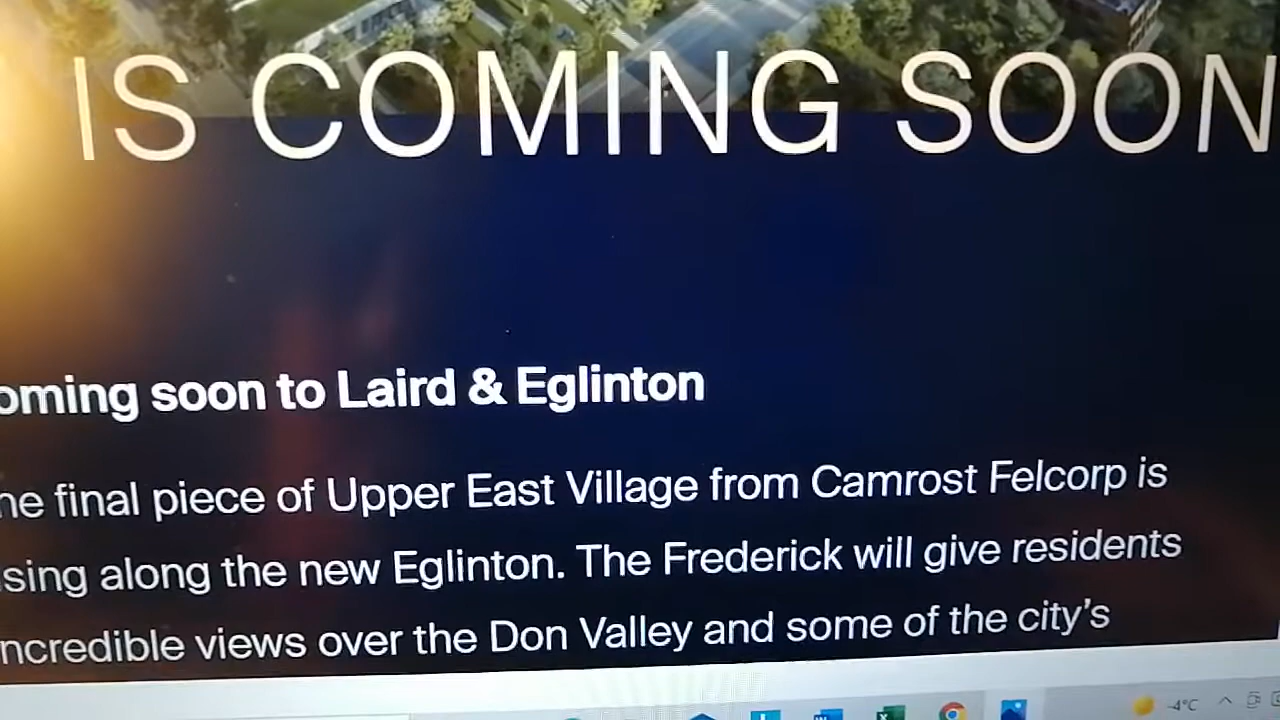 IS COMING SOON
oming soon to Laird & Eglinton
he final piece of Upper East Village from Camrost Felcorp is
sing along the new Eglinton. The Frederick will give residents
ncredible views over the Don Valley and some of the city's
-4°C